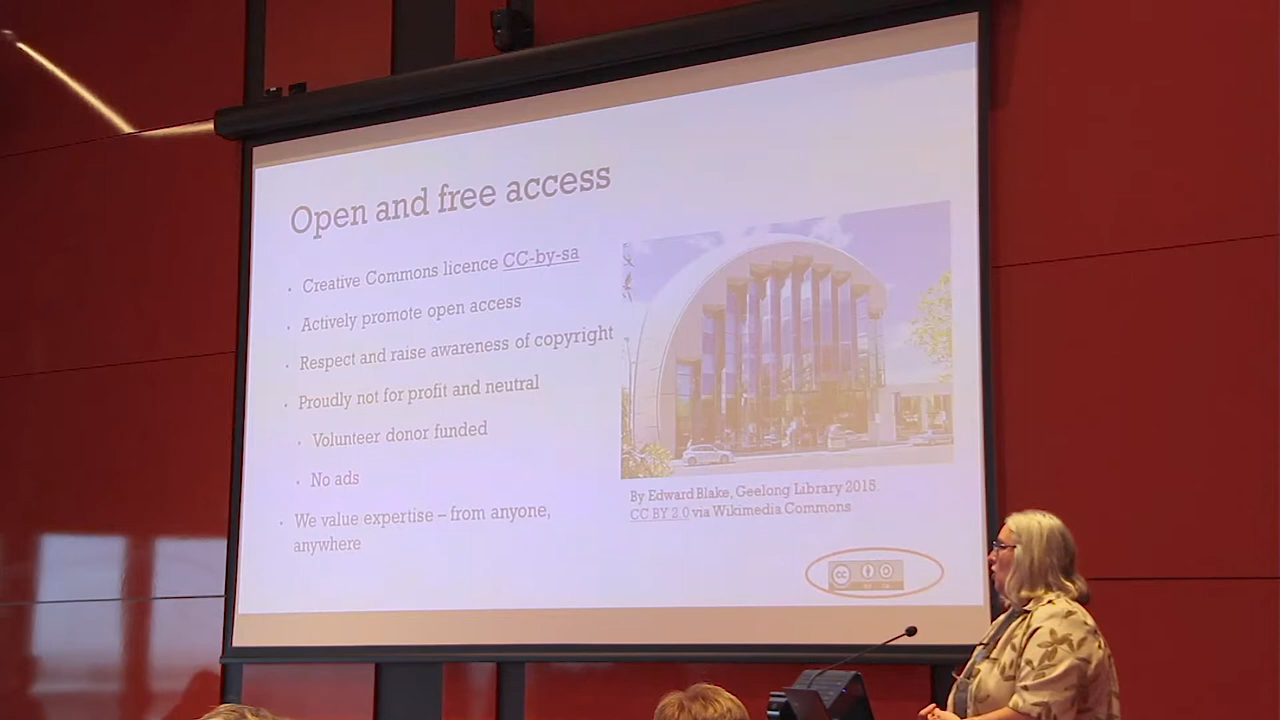 Open and free access
Creative Commons licence CC-by-sa
Actively promote open access
Respect and raise awareness of copyright
Proudly not for profit and neutral
Volunteer donor funded
No ads
We value expertise – from anyone,
anywhere
By Edward Blake, Geelong Library 2015.
CC BY 2.0 via Wikimedia Commons
cc